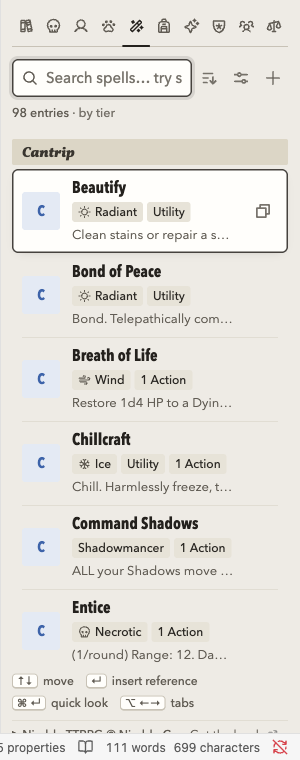 Search spells... try s
98 entries · by tier
Cantrip
C
Beautify
Radiant Utility
Clean stains or repair a s...
C
Bond of Peace
Radiant Utility
Bond. Telepathically com...
C
Breath of Life
Wind 1 Action
Restore 1d4 HP to a Dyin...
C
Chillcraft
Ice Utility 1 Action
Chill. Harmlessly freeze, t...
C
Command Shadows
Shadowmancer 1 Action
ALL your Shadows move ...
C
Entice
Necrotic 1 Action
(1/round) Range: 12. Da...
↑↓ move ↵ insert reference
⌘ ↵ quick look ⌥ ←→ tabs
5 properties 111 words 699 characters